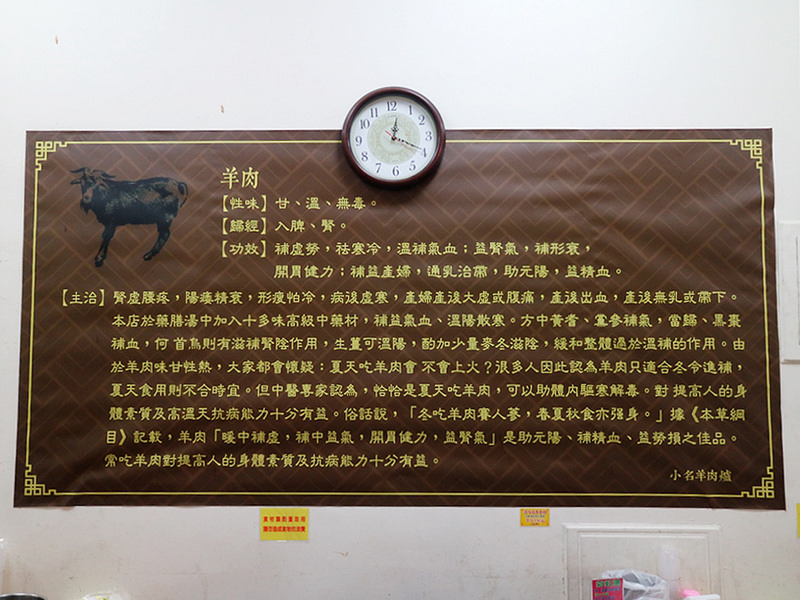 12
1
2
3
4
5
6
7
8
9
10
11
羊肉
【性味】甘、溫、無毒。
【歸經】入脾、腎。
【功效】補虛勞，祛寒冷，溫補氣血；益腎氣，補形衰，
開胃健力；補益產婦，通乳治帶，助元陽，益精血。
【主治】腎虛腰疼，陽痿精衰，形瘦怕冷，病後虛寒，產婦產後大虛或腹痛，產後出血，產後無乳或帶下。
本店於藥膳湯中加入十多味高級中藥材，補益氣血、溫陽散寒。方中黃耆、黨參補氣，當歸、黑棗
補血，何 首烏則有滋補腎陰作用，生薑可溫陽，酌加少量麥冬滋陰，緩和整體過於溫補的作用。由
於羊肉味甘性熱，大家都會懷疑：夏天吃羊肉會 不會上火？很多人因此認為羊肉只適合冬令進補，
夏天食用則不合時宜。但中醫專家認為，恰恰是夏天吃羊肉，可以助體內驅寒解毒。對 提高人的身
體素質及高溫天抗病能力十分有益。俗話說，「冬吃羊肉賽人蔘，春夏秋食亦强身。」據《本草綱
目》記載，羊肉「暖中補虛，補中益氣，開胃健力，益腎氣」是助元陽、補精血、益勞損之佳品。
常吃羊肉對提高人的身體素質及抗病能力十分有益。
小名羊肉爐